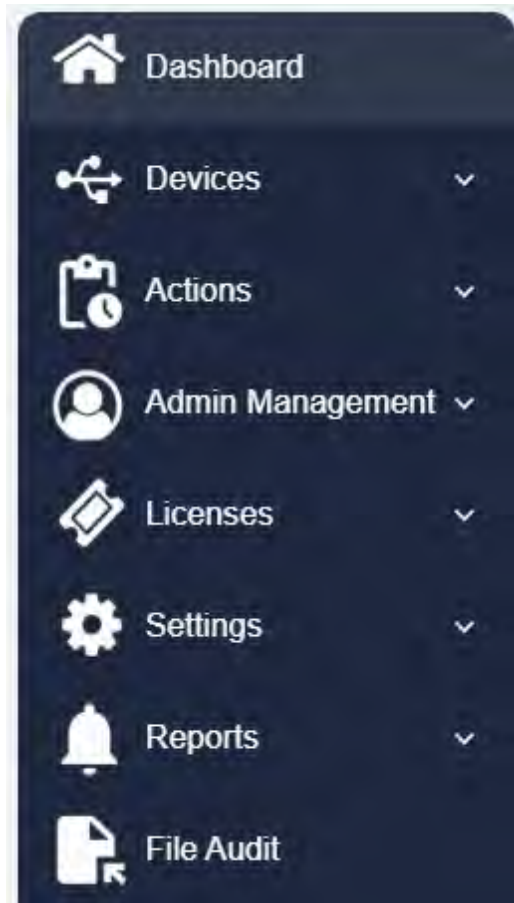 Dashboard
Devices
Actions
Admin Management
Licenses
Settings
Reports
File Audit